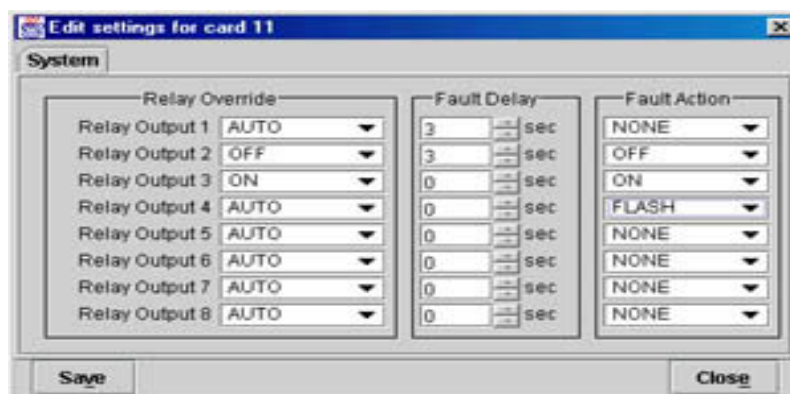 Edit settings for card 11
System
Relay Override Fault Delay Fault Action
Relay Output 1 AUTO 3 sec NONE
Relay Output 2 OFF 3 sec OFF
Relay Output 3 ON 0 sec ON
Relay Output 4 AUTO 0 sec FLASH
Relay Output 5 AUTO 0 sec NONE
Relay Output 6 AUTO 0 sec NONE
Relay Output 7 AUTO 0 sec NONE
Relay Output 8 AUTO 0 sec NONE
Save Close